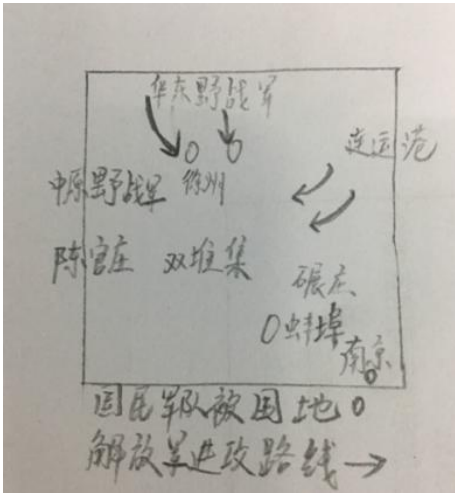 华东野战军
连运港
中原野战军 徐州
陈官庄 双堆集
碾庄
蚌埠
南京
国民军队被困地 O
解放军进攻路线 →